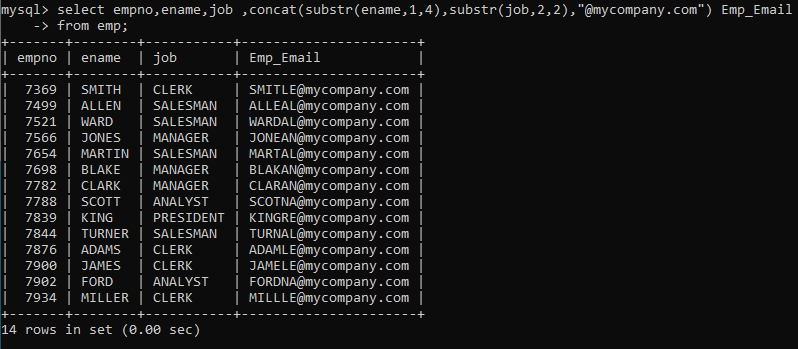 mysql> select empno,ename,job ,concat(substr(ename,1,4),substr(job,2,2),"@mycompany.com") Emp_Email
    -> from emp;
+-------+--------+-----------+----------------------+
| empno | ename  | job       | Emp_Email            |
+-------+--------+-----------+----------------------+
|  7369 | SMITH  | CLERK     | SMITLE@mycompany.com |
|  7499 | ALLEN  | SALESMAN  | ALLEAL@mycompany.com |
|  7521 | WARD   | SALESMAN  | WARDAL@mycompany.com |
|  7566 | JONES  | MANAGER   | JONEAN@mycompany.com |
|  7654 | MARTIN | SALESMAN  | MARTAL@mycompany.com |
|  7698 | BLAKE  | MANAGER   | BLAKAN@mycompany.com |
|  7782 | CLARK  | MANAGER   | CLARAN@mycompany.com |
|  7788 | SCOTT  | ANALYST   | SCOTNA@mycompany.com |
|  7839 | KING   | PRESIDENT | KINGRE@mycompany.com |
|  7844 | TURNER | SALESMAN  | TURNAL@mycompany.com |
|  7876 | ADAMS  | CLERK     | ADAMLE@mycompany.com |
|  7900 | JAMES  | CLERK     | JAMELE@mycompany.com |
|  7902 | FORD   | ANALYST   | FORDNA@mycompany.com |
|  7934 | MILLER | CLERK     | MILLLE@mycompany.com |
+-------+--------+-----------+----------------------+
14 rows in set (0.00 sec)